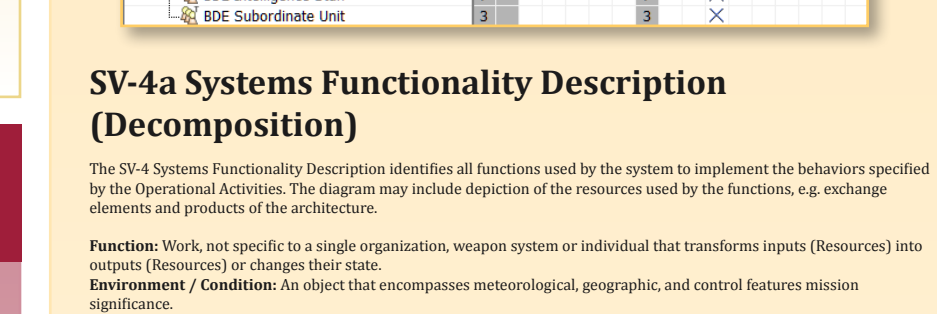 BDE Subordinate Unit 3 3
SV-4a Systems Functionality Description
(Decomposition)
The SV-4 Systems Functionality Description identifies all functions used by the system to implement the behaviors specified
by the Operational Activities. The diagram may include depiction of the resources used by the functions, e.g. exchange
elements and products of the architecture.
Function: Work, not specific to a single organization, weapon system or individual that transforms inputs (Resources) into
outputs (Resources) or changes their state.
Environment / Condition: An object that encompasses meteorological, geographic, and control features mission
significance.